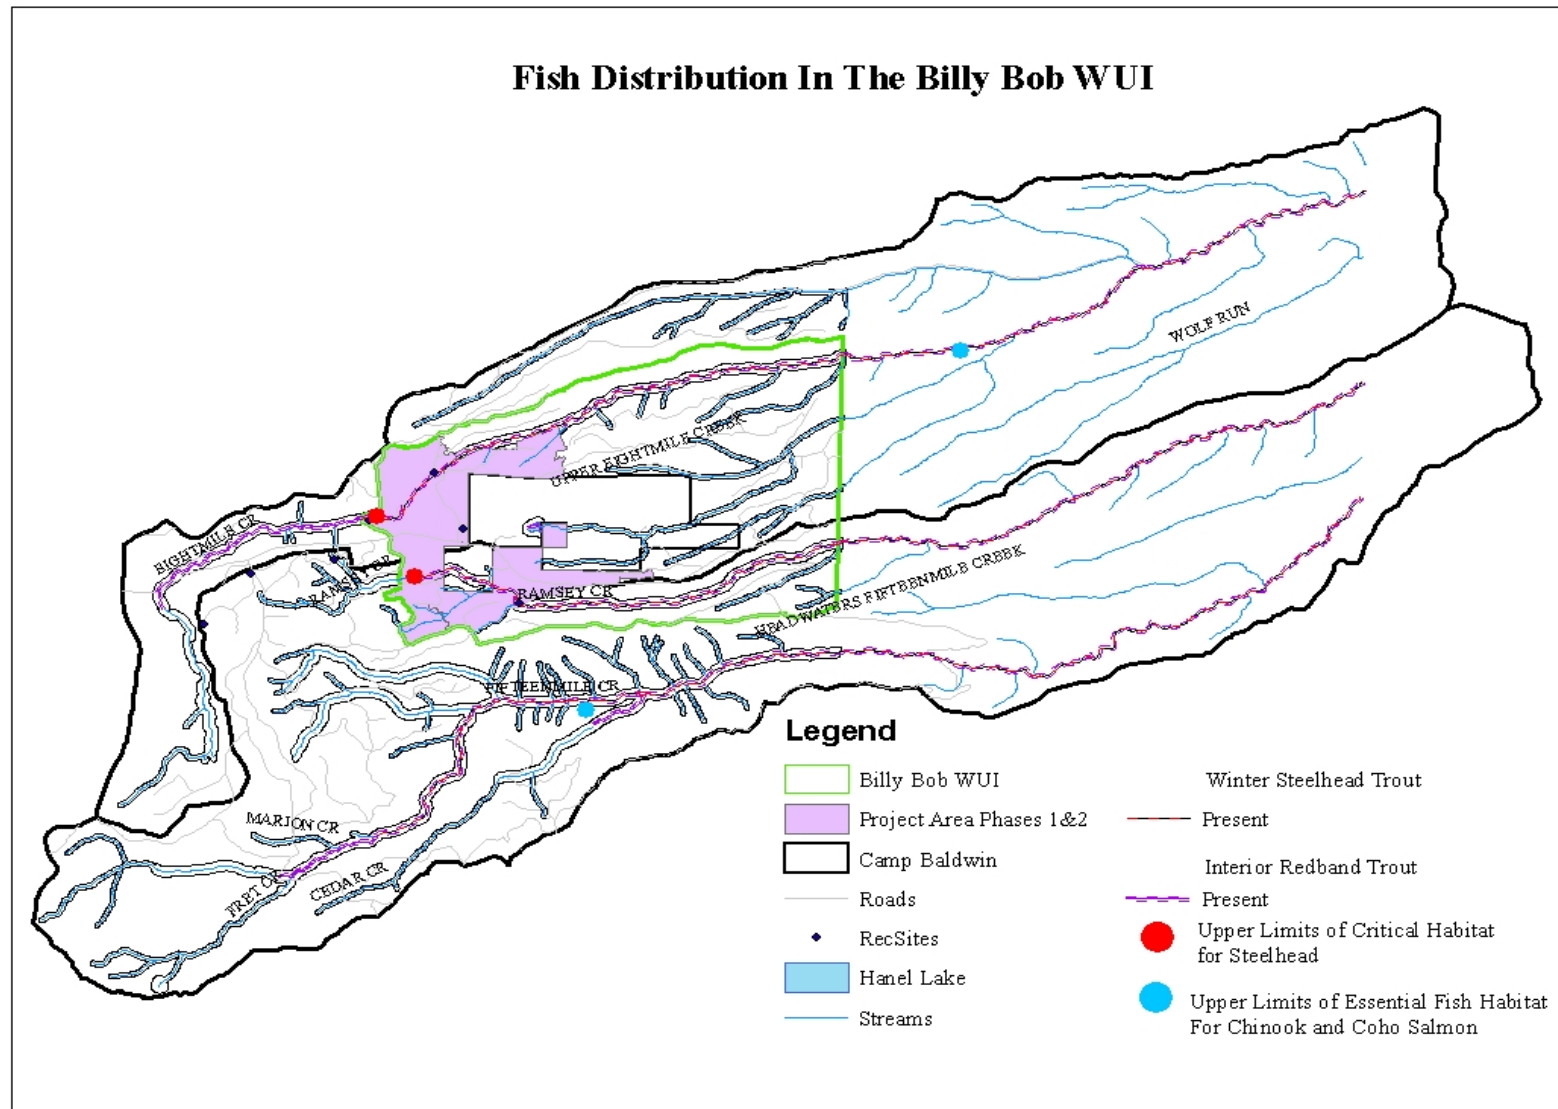 Fish Distribution In The Billy Bob WUI
WOLF RUN
UPPER EIGHTMILE CREEK
EIGHTMILE CR
RAMSEY CR
RAMSEY CR
HEADWATERS FIFTEENMILE CREEK
FIFTEENMILE CR
MARION CR
FRET CR
CEDAR CR
Legend
Billy Bob WUI
Project Area Phases 1&2
Camp Baldwin
Roads
RecSites
Hanel Lake
Streams
Winter Steelhead Trout
Present
Interior Redband Trout
Present
Upper Limits of Critical Habitat
for Steelhead
Upper Limits of Essential Fish Habitat
For Chinook and Coho Salmon